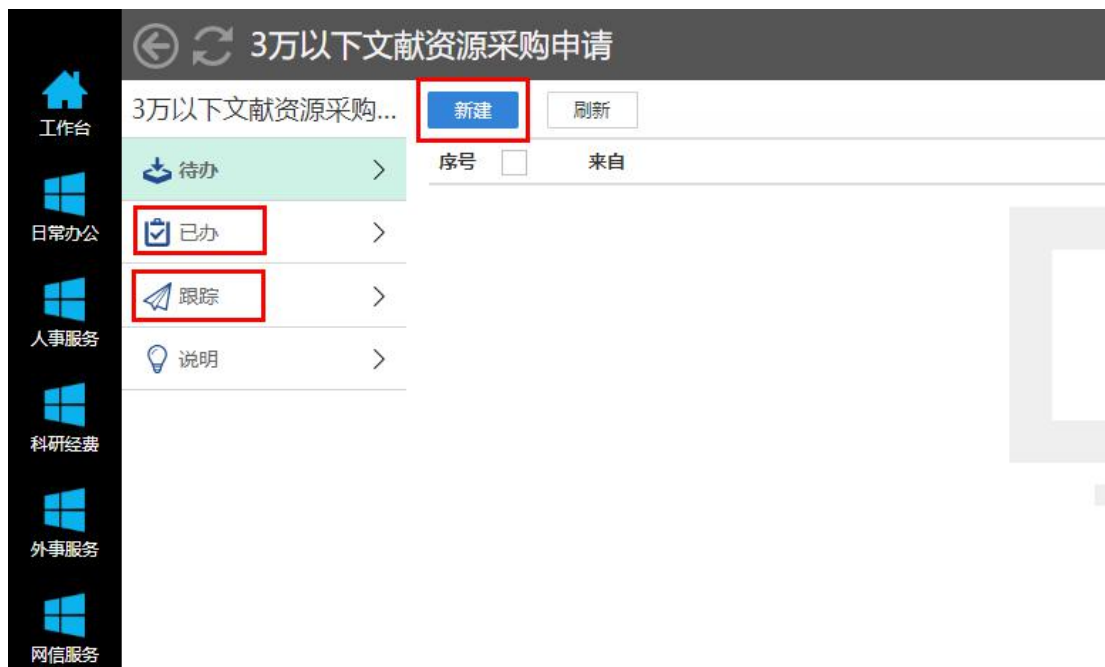 3万以下文献资源采购申请
工作台
日常办公
人事服务
科研经费
外事服务
网信服务
3万以下文献资源采购...
待办
已办
跟踪
说明
新建 刷新
序号 来自